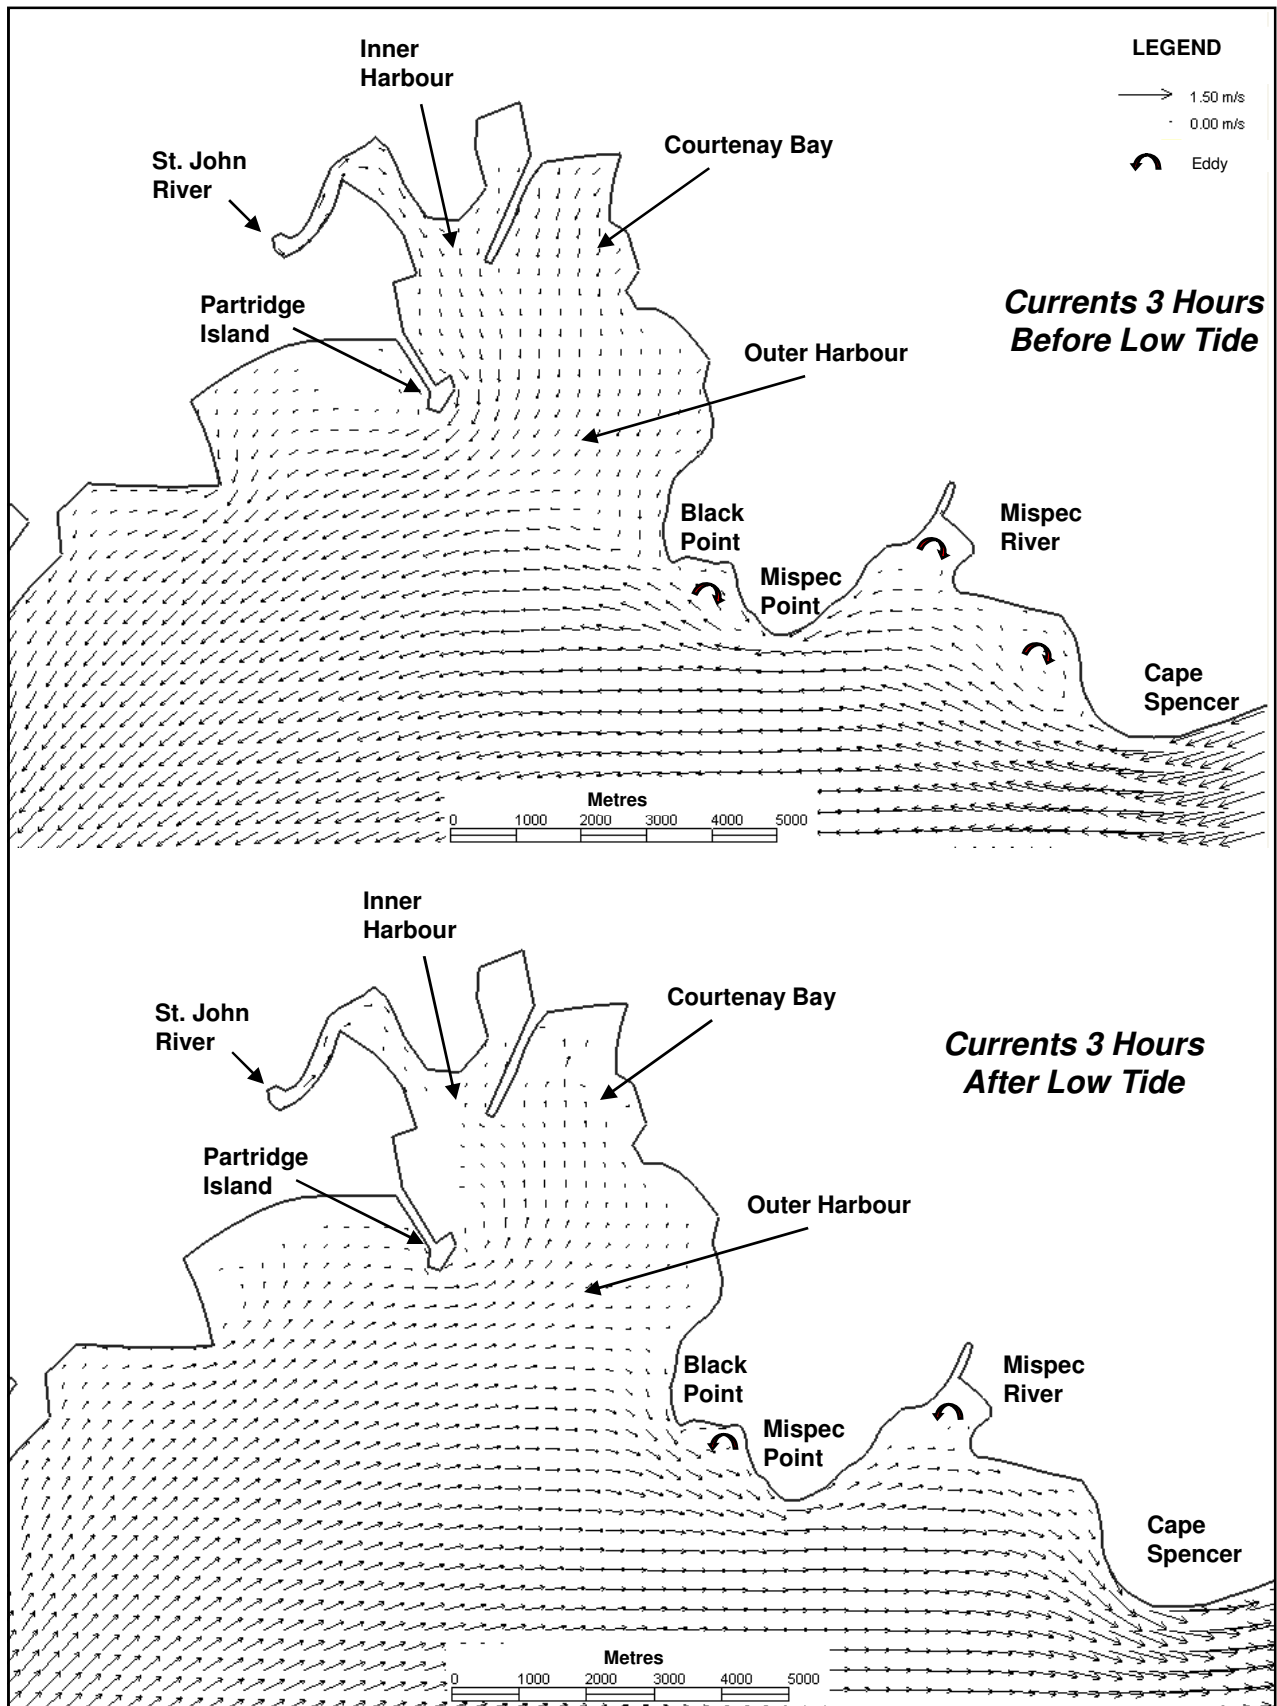 Inner
Harbour
LEGEND
1.50 m/s
0.00 m/s
Eddy
Courtenay Bay
St. John
River
Partridge
Island
Currents 3 Hours
Before Low Tide
Outer Harbour
Black
Point
Mispec
River
Mispec
Point
Cape
Spencer
Metres
0 1000 2000 3000 4000 5000
Inner
Harbour
Courtenay Bay
St. John
River
Currents 3 Hours
After Low Tide
Partridge
Island
Outer Harbour
Black
Point
Mispec
River
Mispec
Point
Cape
Spencer
Metres
0 1000 2000 3000 4000 5000